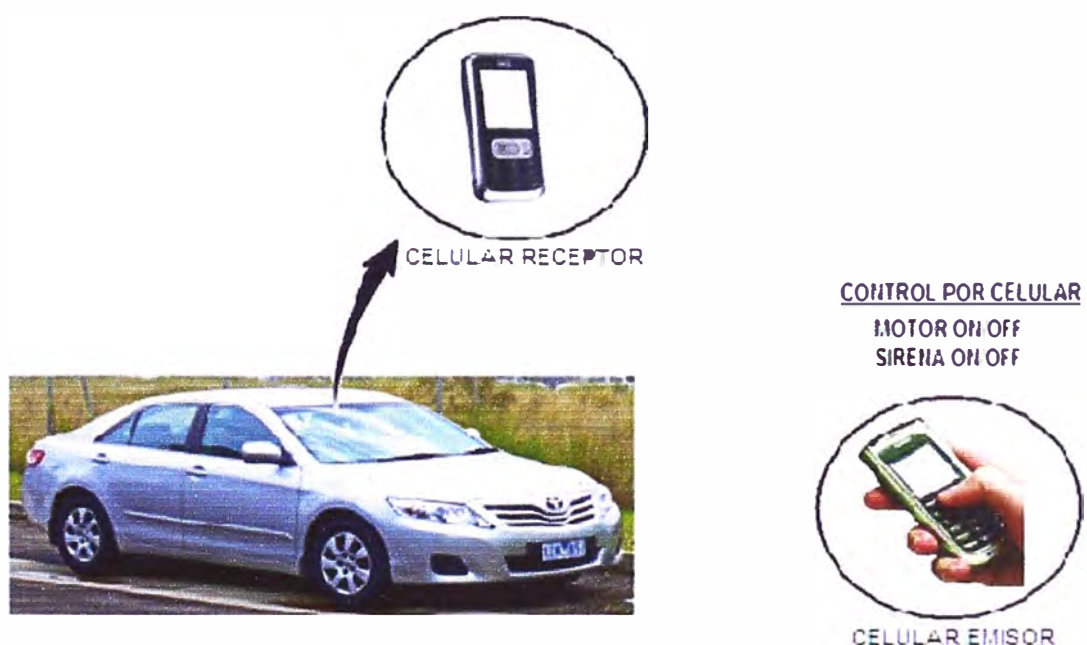 CELULAR RECEPTOR
CONTROL POR CELULAR
MOTOR ON OFF
SIRENA ON OFF
CELULAR EMISOR